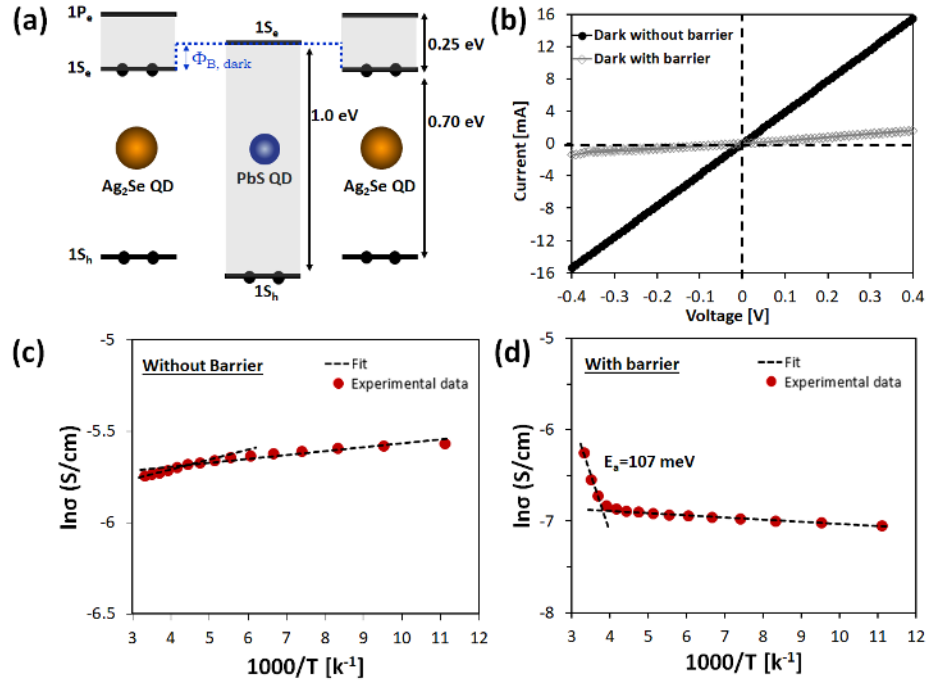 (a)
1Pₑ
1Sₑ
1Sₑ
Φ_B, dark
0.25 eV
1.0 eV
0.70 eV
Ag₂Se QD
PbS QD
Ag₂Se QD
1Sₕ
1Sₕ
(b)
Dark without barrier
Dark with barrier
Current [mA]
16
12
8
4
0
-4
-8
-12
-16
-0.4
-0.3
-0.2
-0.1
0
0.1
0.2
0.3
0.4
Voltage [V]
(c)
Without Barrier
Fit
Experimental data
lnσ (S/cm)
-5
-5.5
-6
-6.5
3
4
5
6
7
8
9
10
11
12
1000/T [k⁻¹]
(d)
With barrier
Fit
Experimental data
Eₐ=107 meV
lnσ (S/cm)
-5
-6
-7
-8
3
4
5
6
7
8
9
10
11
12
1000/T [k⁻¹]